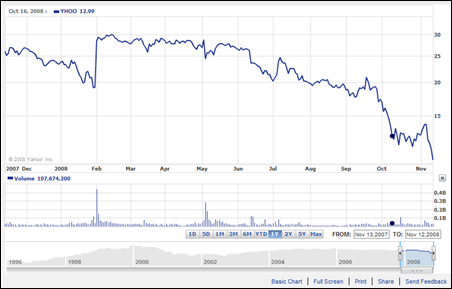 Oct 16, 2008 : YHOO 12.99
30
25
20
15
© 2008 Yahoo! Inc.
2007 Dec 2008 Feb Mar Apr May Jun Jul Aug Sep Oct Nov
Volume 107,674,200
0.4B
0.3B
0.2B
0.1B
1D 5D 1M 3M 6M YTD 1Y 2Y 5Y Max FROM: Nov 13,2007 TO: Nov 12,2008
1996 2000 2002 2004 2006 2008
Basic Chart | Full Screen | Print | Share | Send Feedback